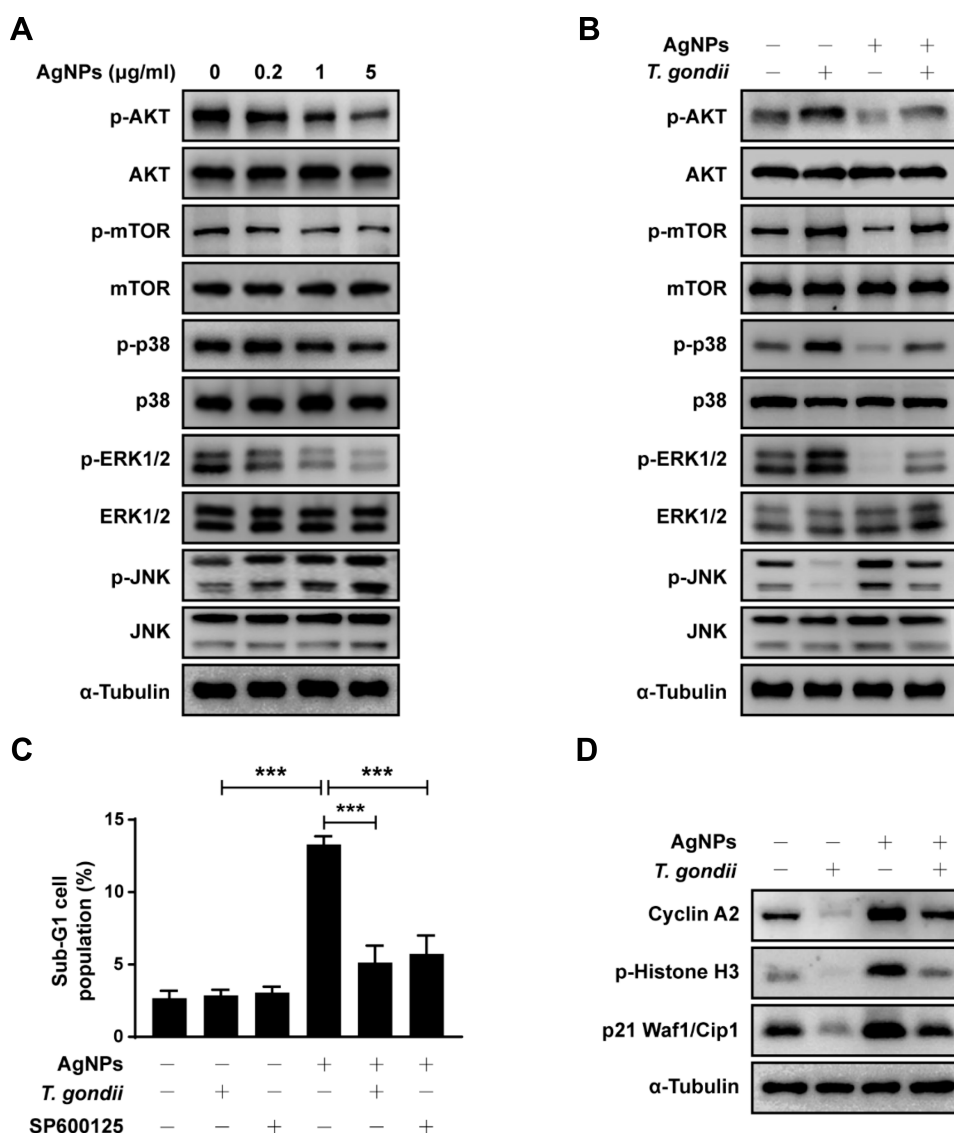 A
AgNPs (µg/ml) 0 0.2 1 5
p-AKT
AKT
p-mTOR
mTOR
p-p38
p38
p-ERK1/2
ERK1/2
p-JNK
JNK
α-Tubulin
B
AgNPs − − + +
T. gondii − + − +
p-AKT
AKT
p-mTOR
mTOR
p-p38
p38
p-ERK1/2
ERK1/2
p-JNK
JNK
α-Tubulin
C
*** ***
***
15
10
5
0
Sub-G1 cell
population (%)
AgNPs − − − + + +
T. gondii − + − − + −
SP600125 − − + − − +
D
AgNPs − − + +
T. gondii − + − +
Cyclin A2
p-Histone H3
p21 Waf1/Cip1
α-Tubulin